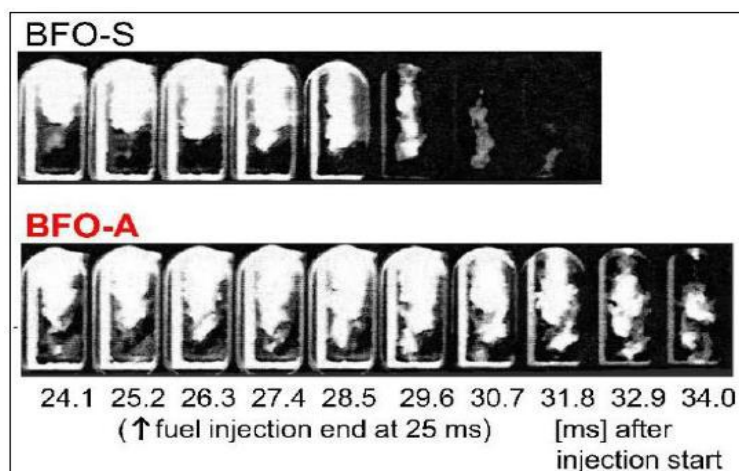 BFO-S
BFO-A
24.1 25.2 26.3 27.4 28.5 29.6 30.7 31.8 32.9 34.0
(↑fuel injection end at 25 ms) [ms] after
injection start